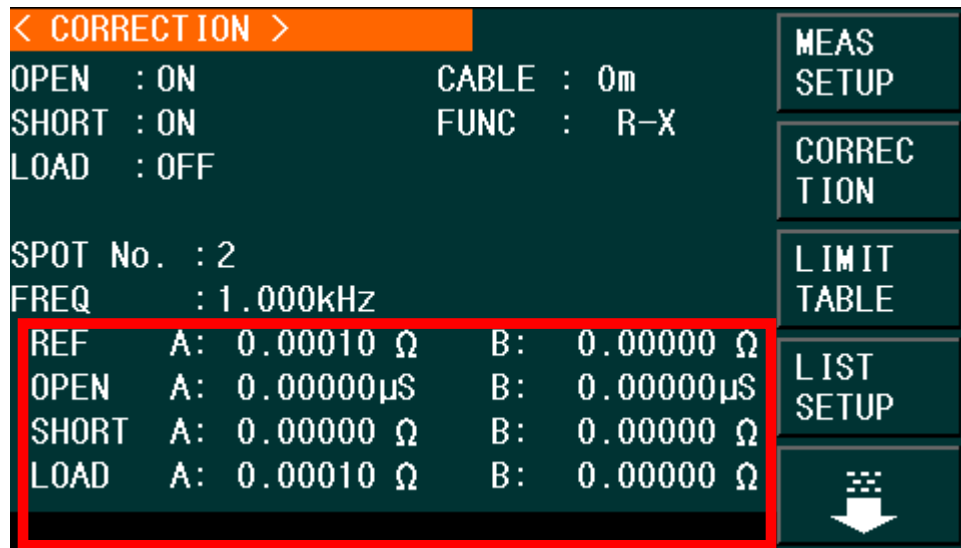 < CORRECTION >
OPEN : ON CABLE : 0m
SHORT : ON FUNC : R-X
LOAD : OFF
SPOT No. : 2
FREQ : 1.000kHz
REF A: 0.00010 Ω B: 0.00000 Ω
OPEN A: 0.00000µS B: 0.00000µS
SHORT A: 0.00000 Ω B: 0.00000 Ω
LOAD A: 0.00010 Ω B: 0.00000 Ω
MEAS
SETUP
CORREC
TION
LIMIT
TABLE
LIST
SETUP